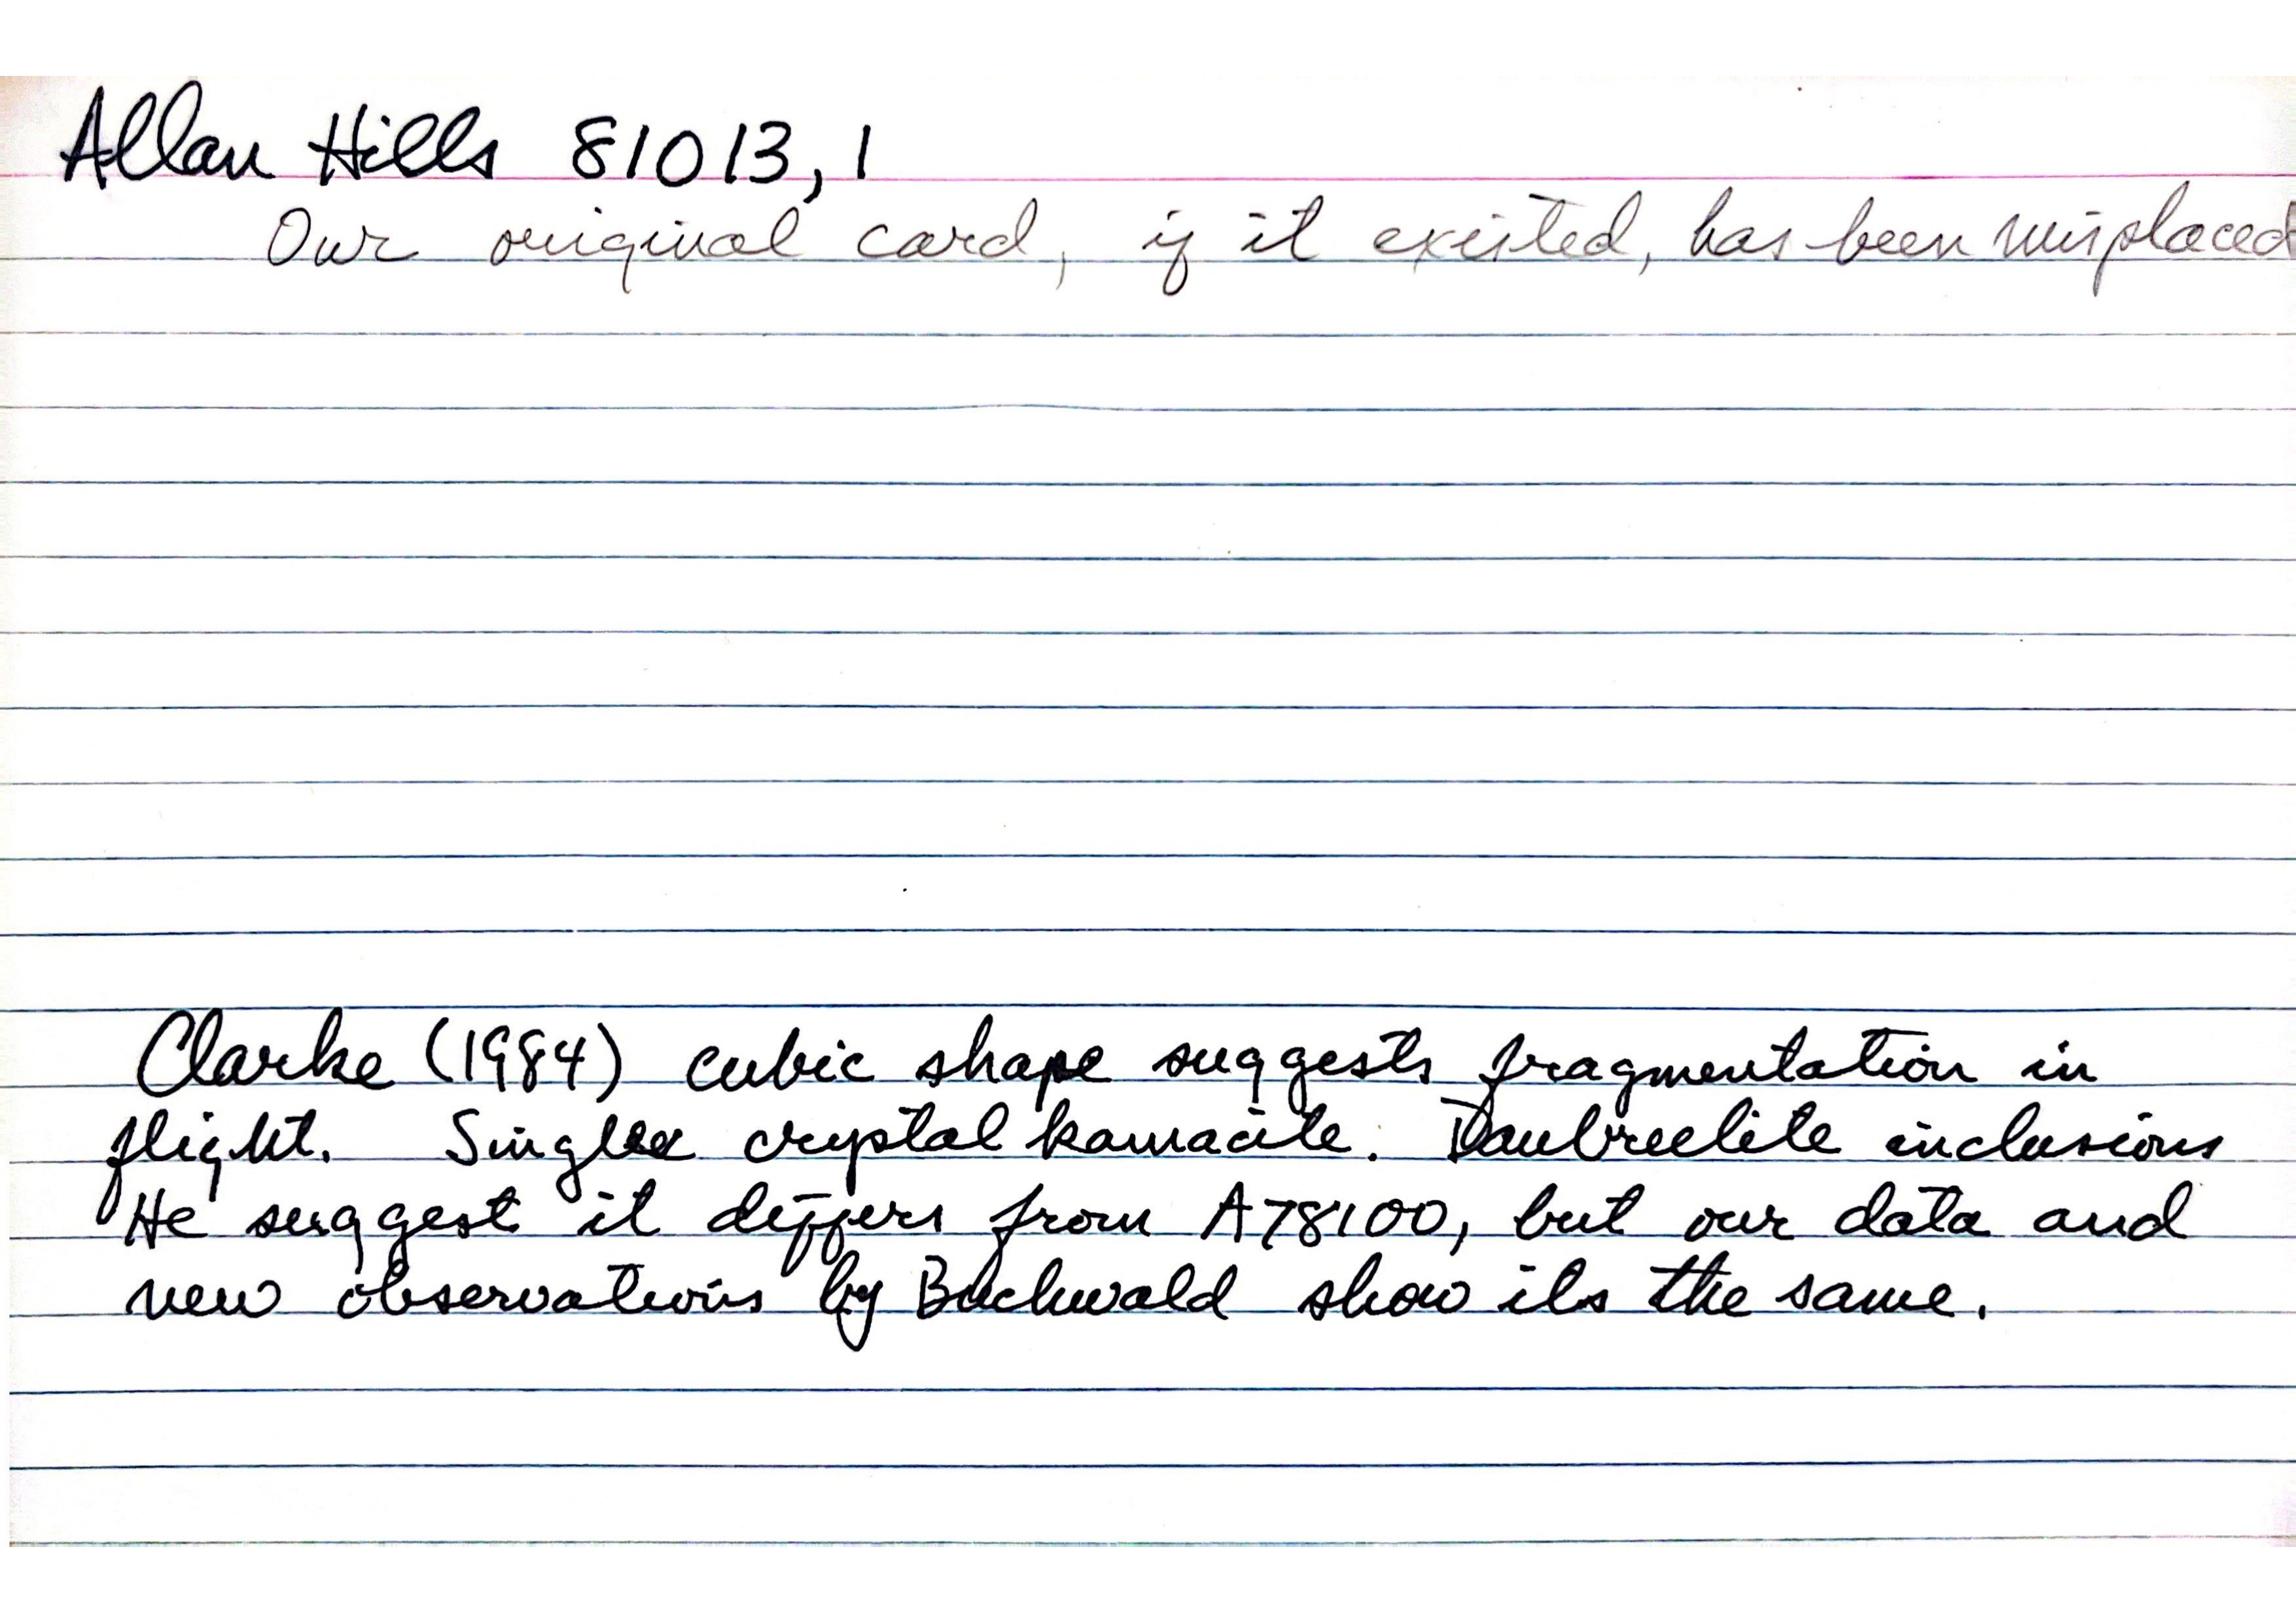 Allan Hills 81013,1
Our original card, if it existed, has been misplaced
Clarke (1984) cubic shape suggests fragmentation in
flight. Single crystal kamacite. Daubreelite inclusions
He suggest it differs from A78100, but our data and
new observations by Buchwald show its the same.